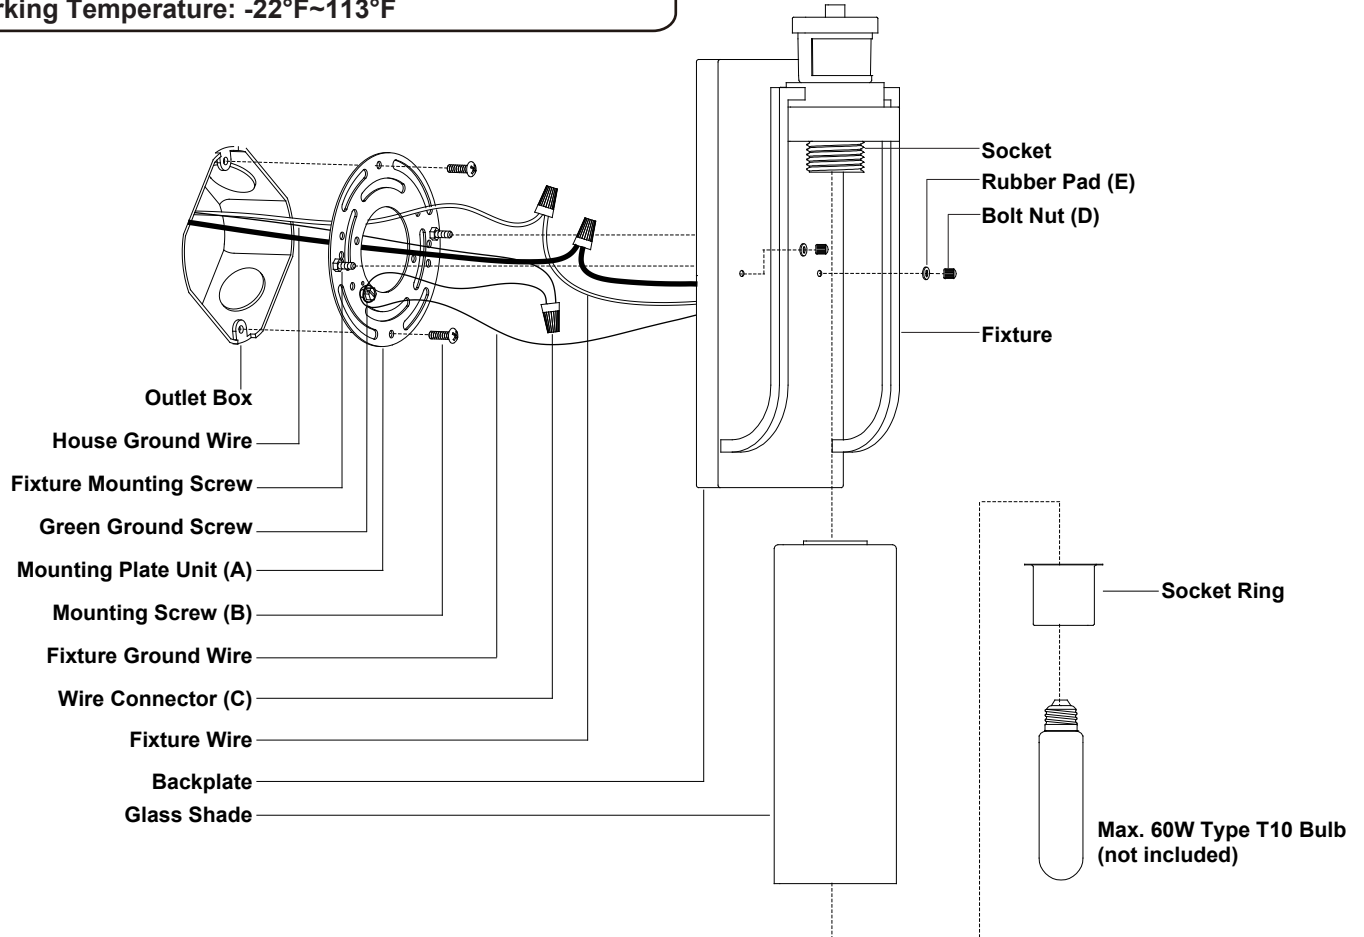 rking Temperature: -22°F~113°F
Socket
Rubber Pad (E)
Bolt Nut (D)
Fixture
Outlet Box
House Ground Wire
Fixture Mounting Screw
Green Ground Screw
Mounting Plate Unit (A)
Mounting Screw (B)
Fixture Ground Wire
Wire Connector (C)
Fixture Wire
Backplate
Glass Shade
Socket Ring
Max. 60W Type T10 Bulb
(not included)